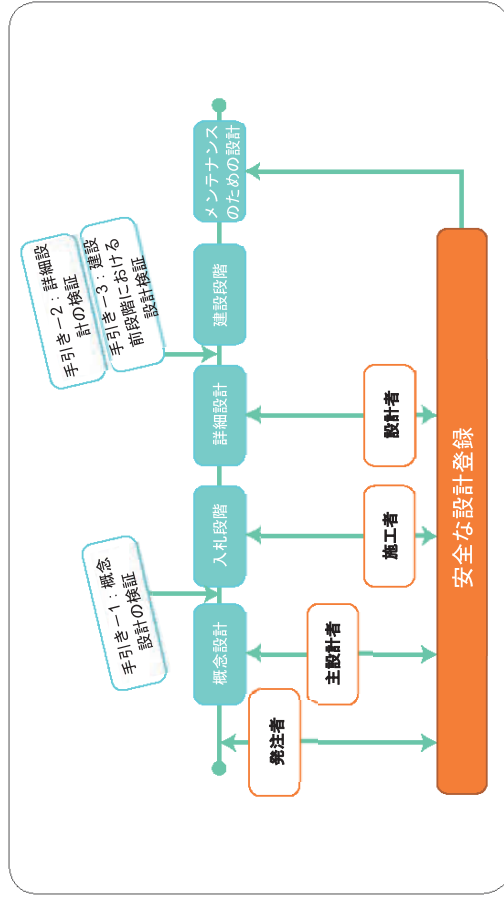 手引きー1：概念
設計の検証
手引きー2：詳細設
計の検証
手引きー3：建設
前段階における
設計検証
概念設計
入札段階
詳細設計
建設段階
メンテナンス
のための設計
発注者
主設計者
施工者
設計者
安全な設計登録